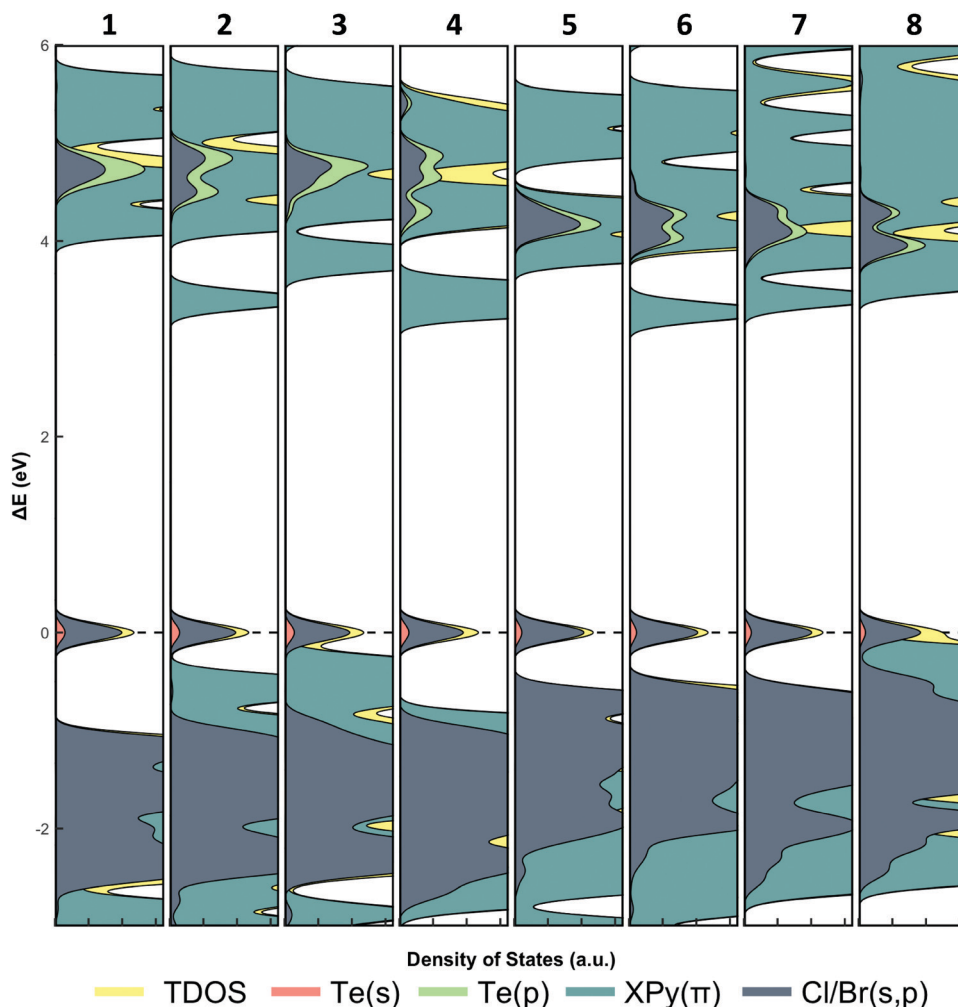 1 2 3 4 5 6 7 8
6
4
2
0
-2
ΔE (eV)
Density of States (a.u.)
TDOS Te(s) Te(p) XPy(π) Cl/Br(s,p)